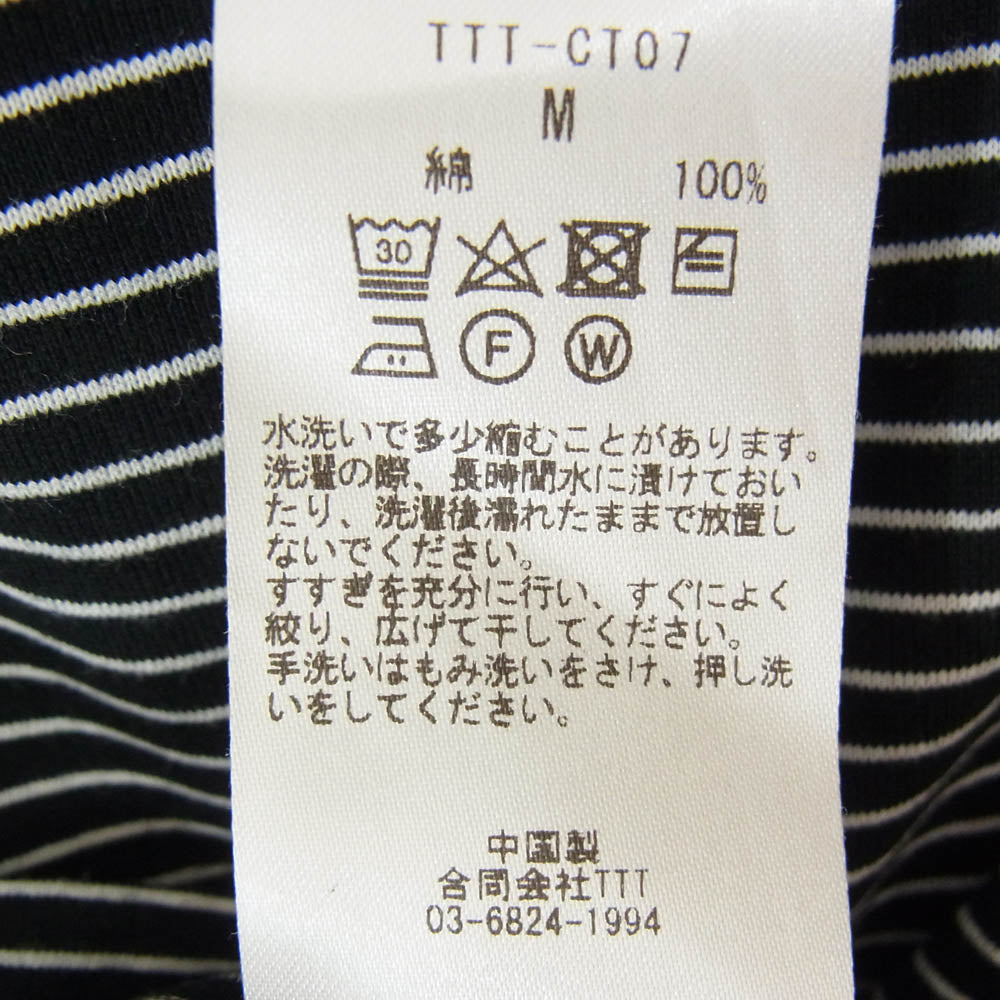 TTT-CT07
M
綿 100%
30
F W
水洗いで多少縮むことがあります。
洗濯の際、長時間水に漬けておい
たり、洗濯後濡れたままで放置し
ないでください。
すすぎを充分に行い、すぐによく
絞り、広げて干してください。
手洗いはもみ洗いをさけ、押し洗
いをしてください。
中国製
合同会社TTT
03-6824-1994